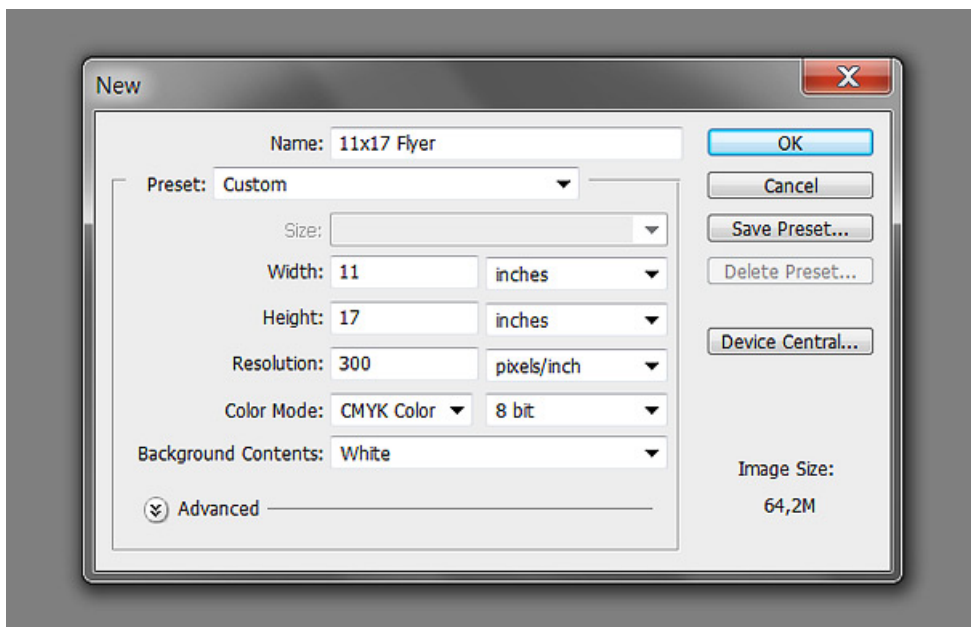 New
Name: 11x17 Flyer
OK
Preset: Custom
Cancel
Size:
Save Preset...
Width: 11 inches
Delete Preset...
Height: 17 inches
Device Central...
Resolution: 300 pixels/inch
Color Mode: CMYK Color 8 bit
Background Contents: White
Image Size:
64,2M
Advanced